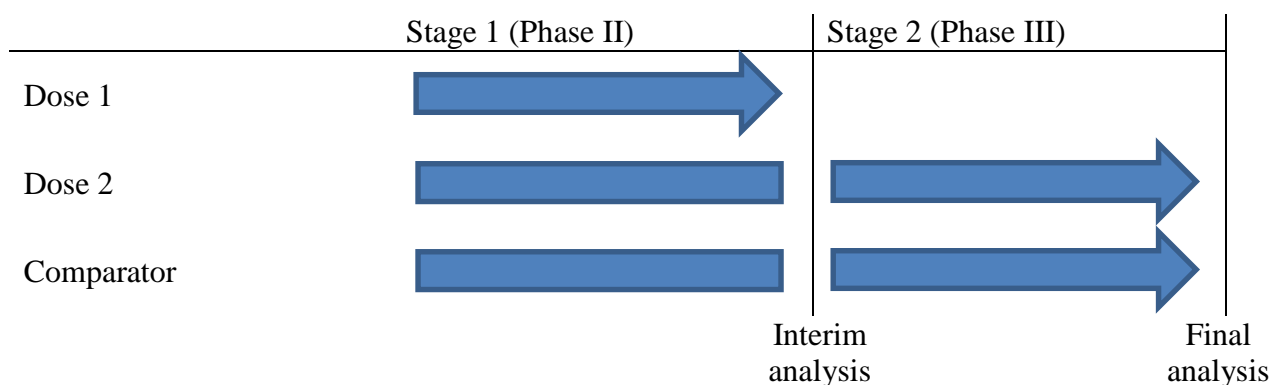 Stage 1 (Phase II) Stage 2 (Phase III)
Dose 1
Dose 2
Comparator
Interim
analysis
Final
analysis